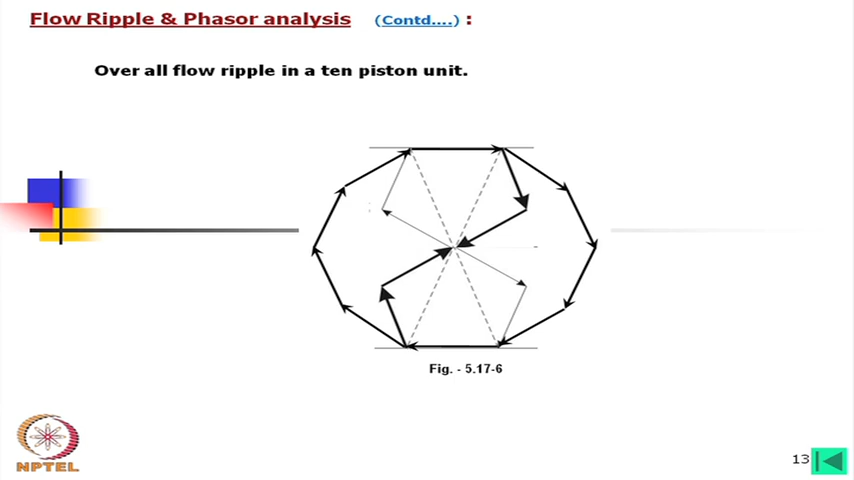 Flow Ripple & Phasor analysis (Contd....) :
Over all flow ripple in a ten piston unit.
Fig. - 5.17-6
NPTEL
13